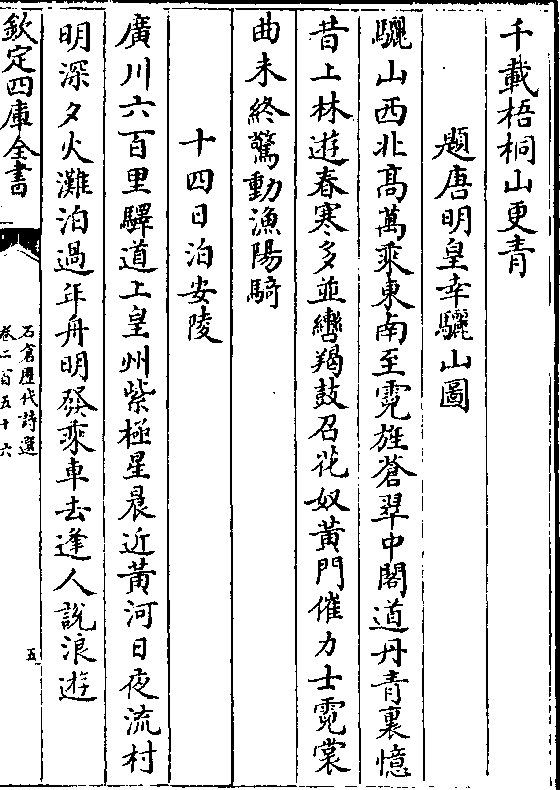 千載梧桐山更青
題唐明皇幸驪山圖
驪山西北髙萬乘東南至霓旌蒼翠中閣道丹青裏憶
昔上林遊春寒多並轡羯鼓召花奴黄門催力士霓裳
曲未終驚動漁陽騎
十四日泊安陵
廣川六百里驛道上皇州紫極星晨近黄河日夜流村
明深夕火灘泊過年舟明發乘車去逢人說浪遊
欽定四庫全書
石倉歷代詩選
卷二百五十六
五